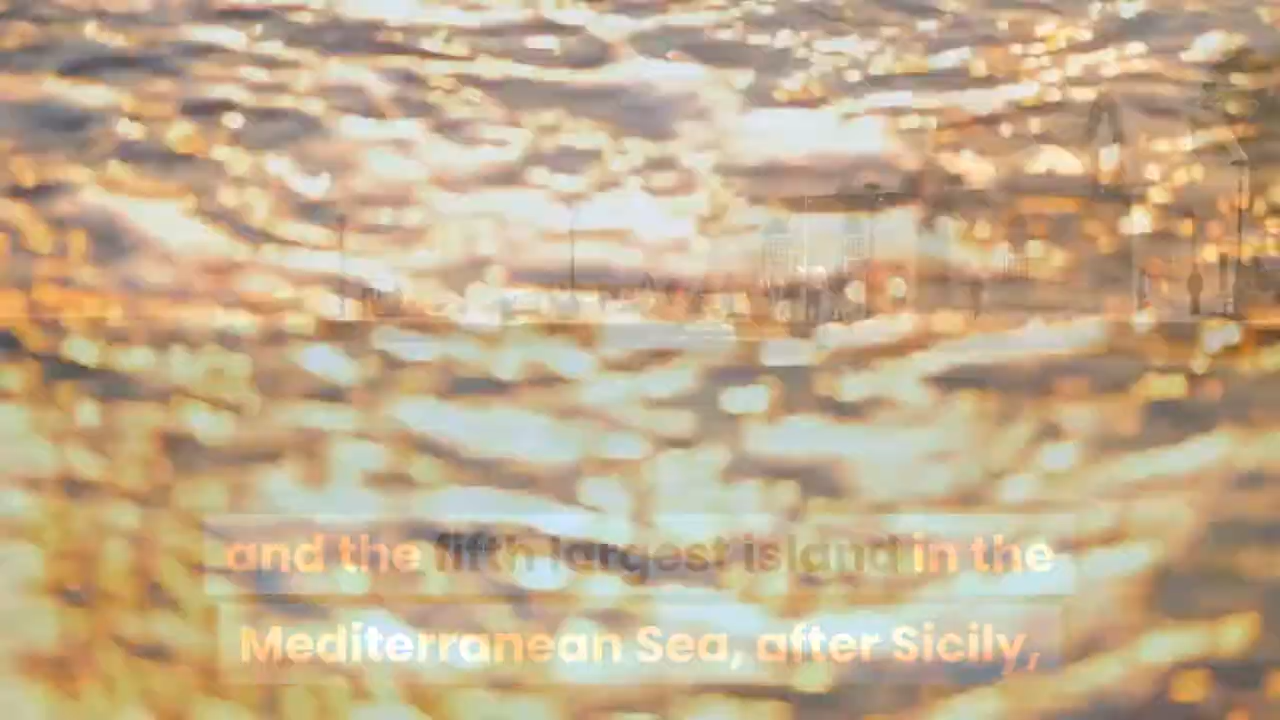 and the fifth largest island in the
Mediterranean Sea, after Sicily,